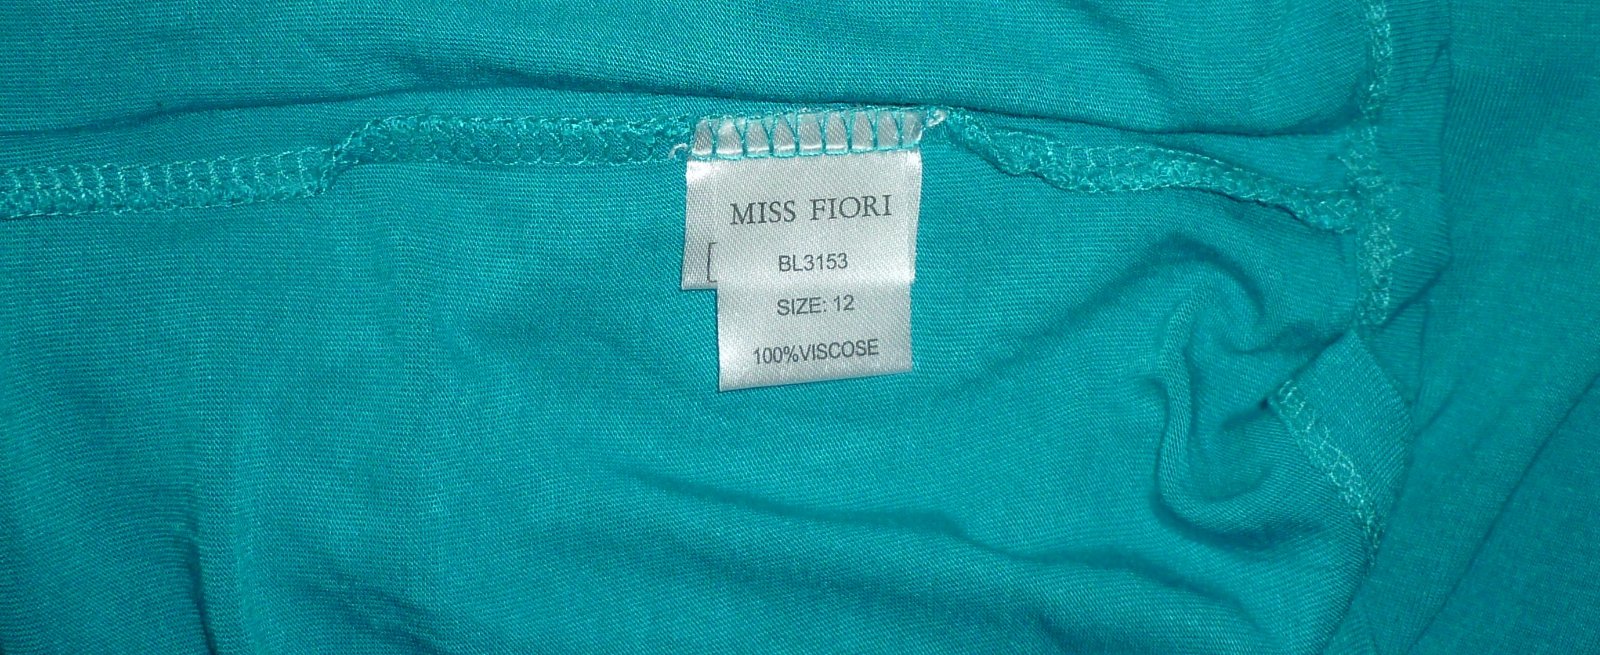 MISS FIORI
BL3153
SIZE: 12
100%VISCOSE